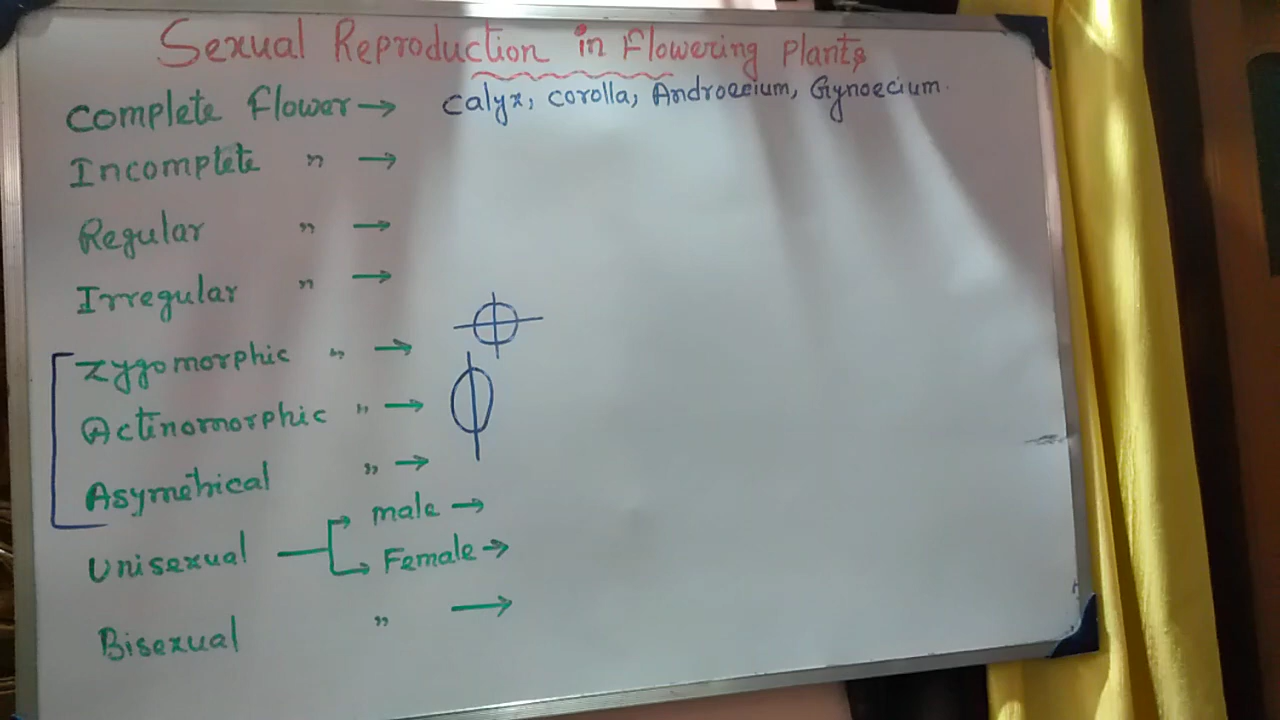 Sexual Reproduction in Flowering Plants
Complete Flower → Calyx, corolla, Androecium, Gynoecium.
Incomplete " →
Regular " →
Irregular " →
Zygomorphic " →
Actinomorphic " →
Asymetrical " →
Unisexual → male →
→ Female →
Bisexual " →